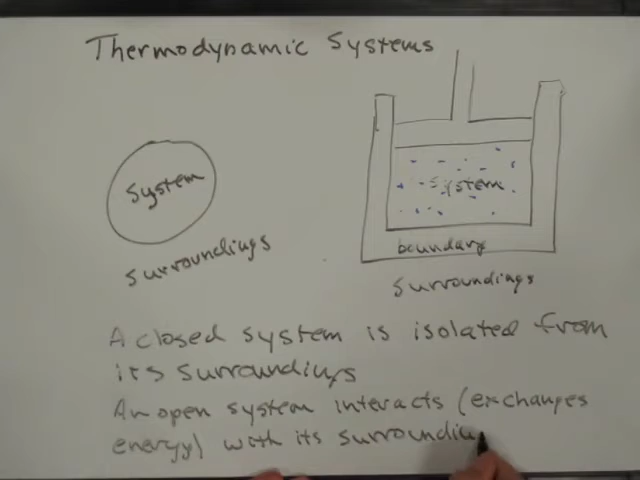 Thermodynamic Systems
System
Surroundings
System
boundary
Surroundings
A closed system is isolated from
its surroundings
An open system interacts (exchanges
energy) with its surroundin